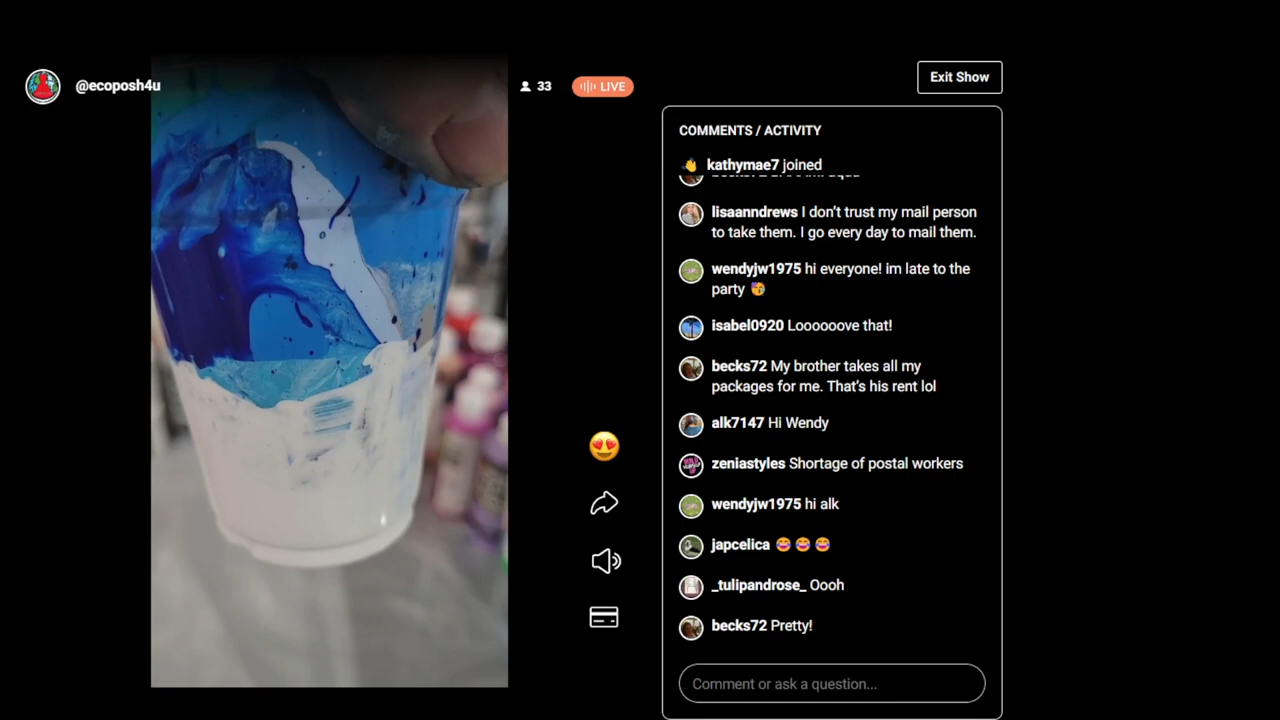 @ecoposh4u
33
LIVE
Exit Show
COMMENTS / ACTIVITY
👋 kathymae7 joined
lisaanndrews I don't trust my mail person
to take them. I go every day to mail them.
wendyjw1975 hi everyone! im late to the
party 🥳
isabel0920 Loooooove that!
becks72 My brother takes all my
packages for me. That's his rent lol
alk7147 Hi Wendy
zeniastyles Shortage of postal workers
wendyjw1975 hi alk
japcelica 😂 😂 😂
_tulipandrose_ Oooh
becks72 Pretty!
Comment or ask a question...